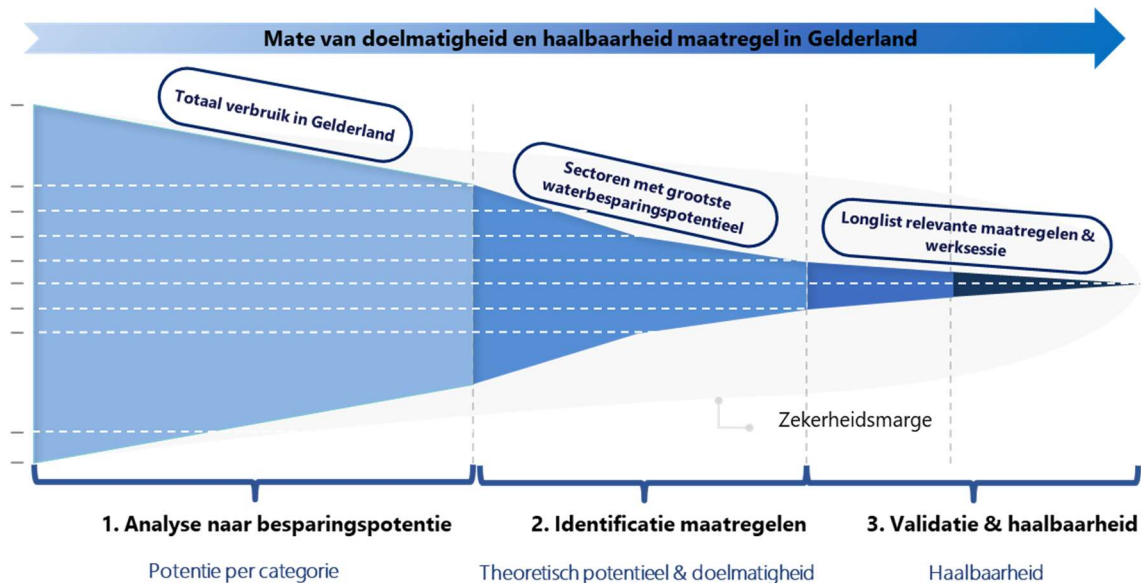 Mate van doelmatigheid en haalbaarheid maatregel in Gelderland
Totaal verbruik in Gelderland
Sectoren met grootste
waterbesparingspotentieel
Longlist relevante maatregelen &
werksessie
Zekerheidsmarge
1. Analyse naar besparingspotentie
2. Identificatie maatregelen
3. Validatie & haalbaarheid
Potentie per categorie
Theoretisch potentieel & doelmatigheid
Haalbaarheid